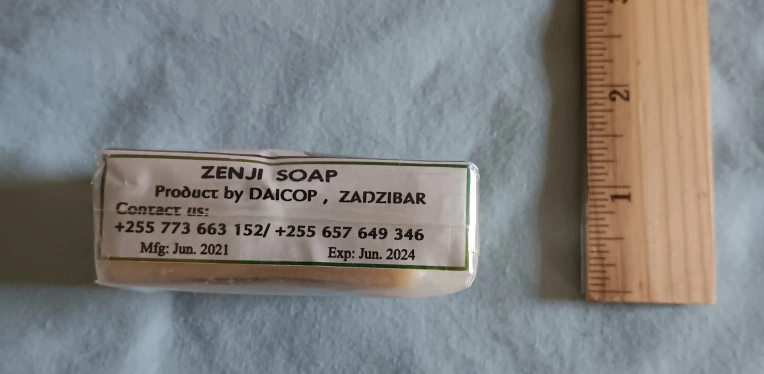 ZENJI SOAP
Product by DAICOP , ZADZIBAR
Contact us:
+255 773 663 152/ +255 657 649 346
Mfg: Jun. 2021 Exp: Jun. 2024
2
1